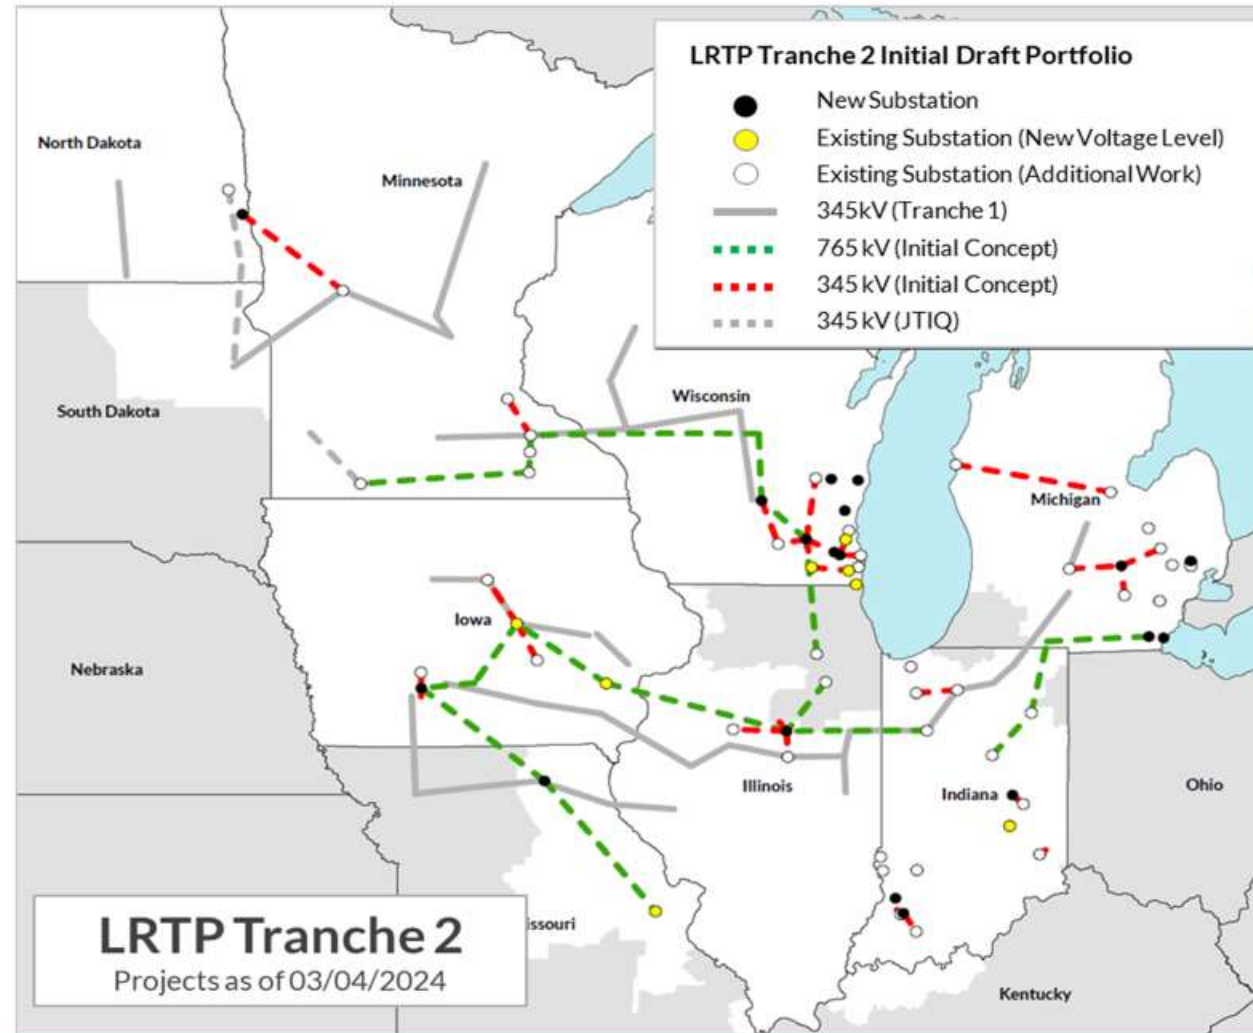 LRTP Tranche 2 Initial Draft Portfolio
New Substation
Existing Substation (New Voltage Level)
Existing Substation (Additional Work)
345kV (Tranche 1)
765 kV (Initial Concept)
345 kV (Initial Concept)
345 kV (JTIQ)
North Dakota
Minnesota
South Dakota
Wisconsin
Michigan
Iowa
Nebraska
Illinois
Indiana
Ohio
issouri
Kentucky
LRTP Tranche 2
Projects as of 03/04/2024